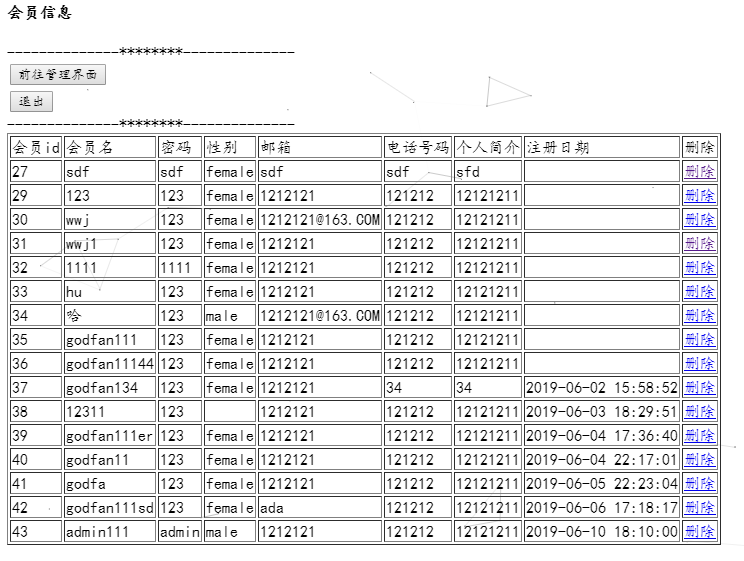 会员信息
--------------********--------------
前往管理界面
退出
--------------********--------------
会员id 会员名 密码 性别 邮箱 电话号码 个人简介 注册日期 删除
27 sdf sdf female sdf sdf sfd 删除
29 123 123 female 1212121 121212 12121211 删除
30 wwj 123 female 1212121@163.COM 121212 12121211 删除
31 wwj1 123 female 1212121 121212 12121211 删除
32 1111 1111 female 1212121 121212 12121211 删除
33 hu 123 female 1212121 121212 12121211 删除
34 哈 123 male 1212121@163.COM 121212 12121211 删除
35 godfan111 123 female 1212121 121212 12121211 删除
36 godfan11144 123 female 1212121 121212 12121211 删除
37 godfan134 123 female 1212121 34 34 2019-06-02 15:58:52 删除
38 12311 123 1212121 121212 12121211 2019-06-03 18:29:51 删除
39 godfan111er 123 female 1212121 121212 12121211 2019-06-04 17:36:40 删除
40 godfan11 123 female 1212121 121212 12121211 2019-06-04 22:17:01 删除
41 godfa 123 female 1212121 121212 12121211 2019-06-05 22:23:04 删除
42 godfan111sd 123 female ada 121212 12121211 2019-06-06 17:18:17 删除
43 admin111 admin male 1212121 121212 12121211 2019-06-10 18:10:00 删除